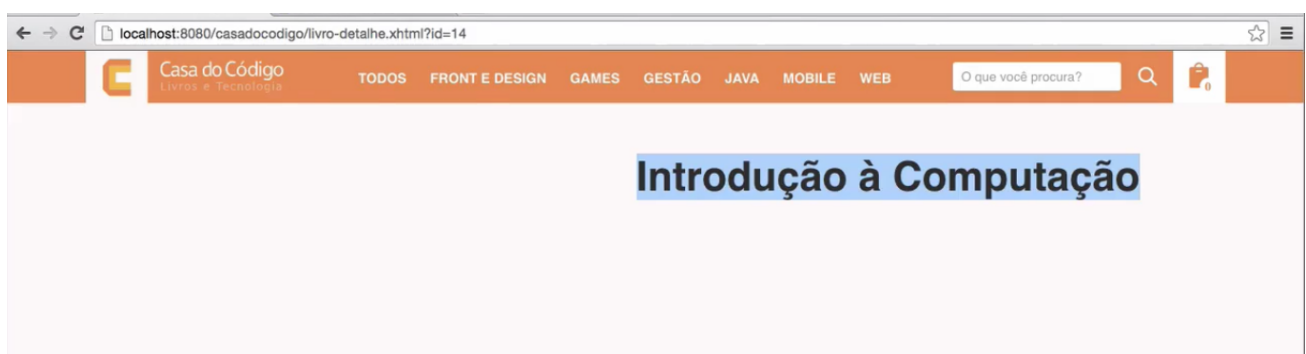 localhost:8080/casadocodigo/livro-detalhe.xhtml?id=14
Casa do Código
Livros e Tecnologia
TODOS FRONT E DESIGN GAMES GESTÃO JAVA MOBILE WEB O que você procura? 0
Introdução à Computação